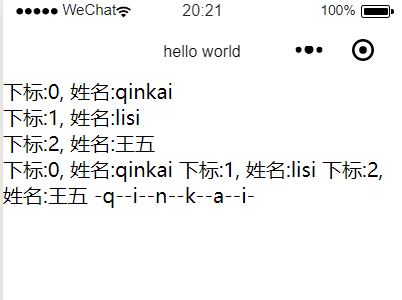 WeChat 20:21 100%
hello world
下标:0, 姓名:qinkai
下标:1, 姓名:lisi
下标:2, 姓名:王五
下标:0, 姓名:qinkai 下标:1, 姓名:lisi 下标:2,
姓名:王五 -q--i--n--k--a--i-